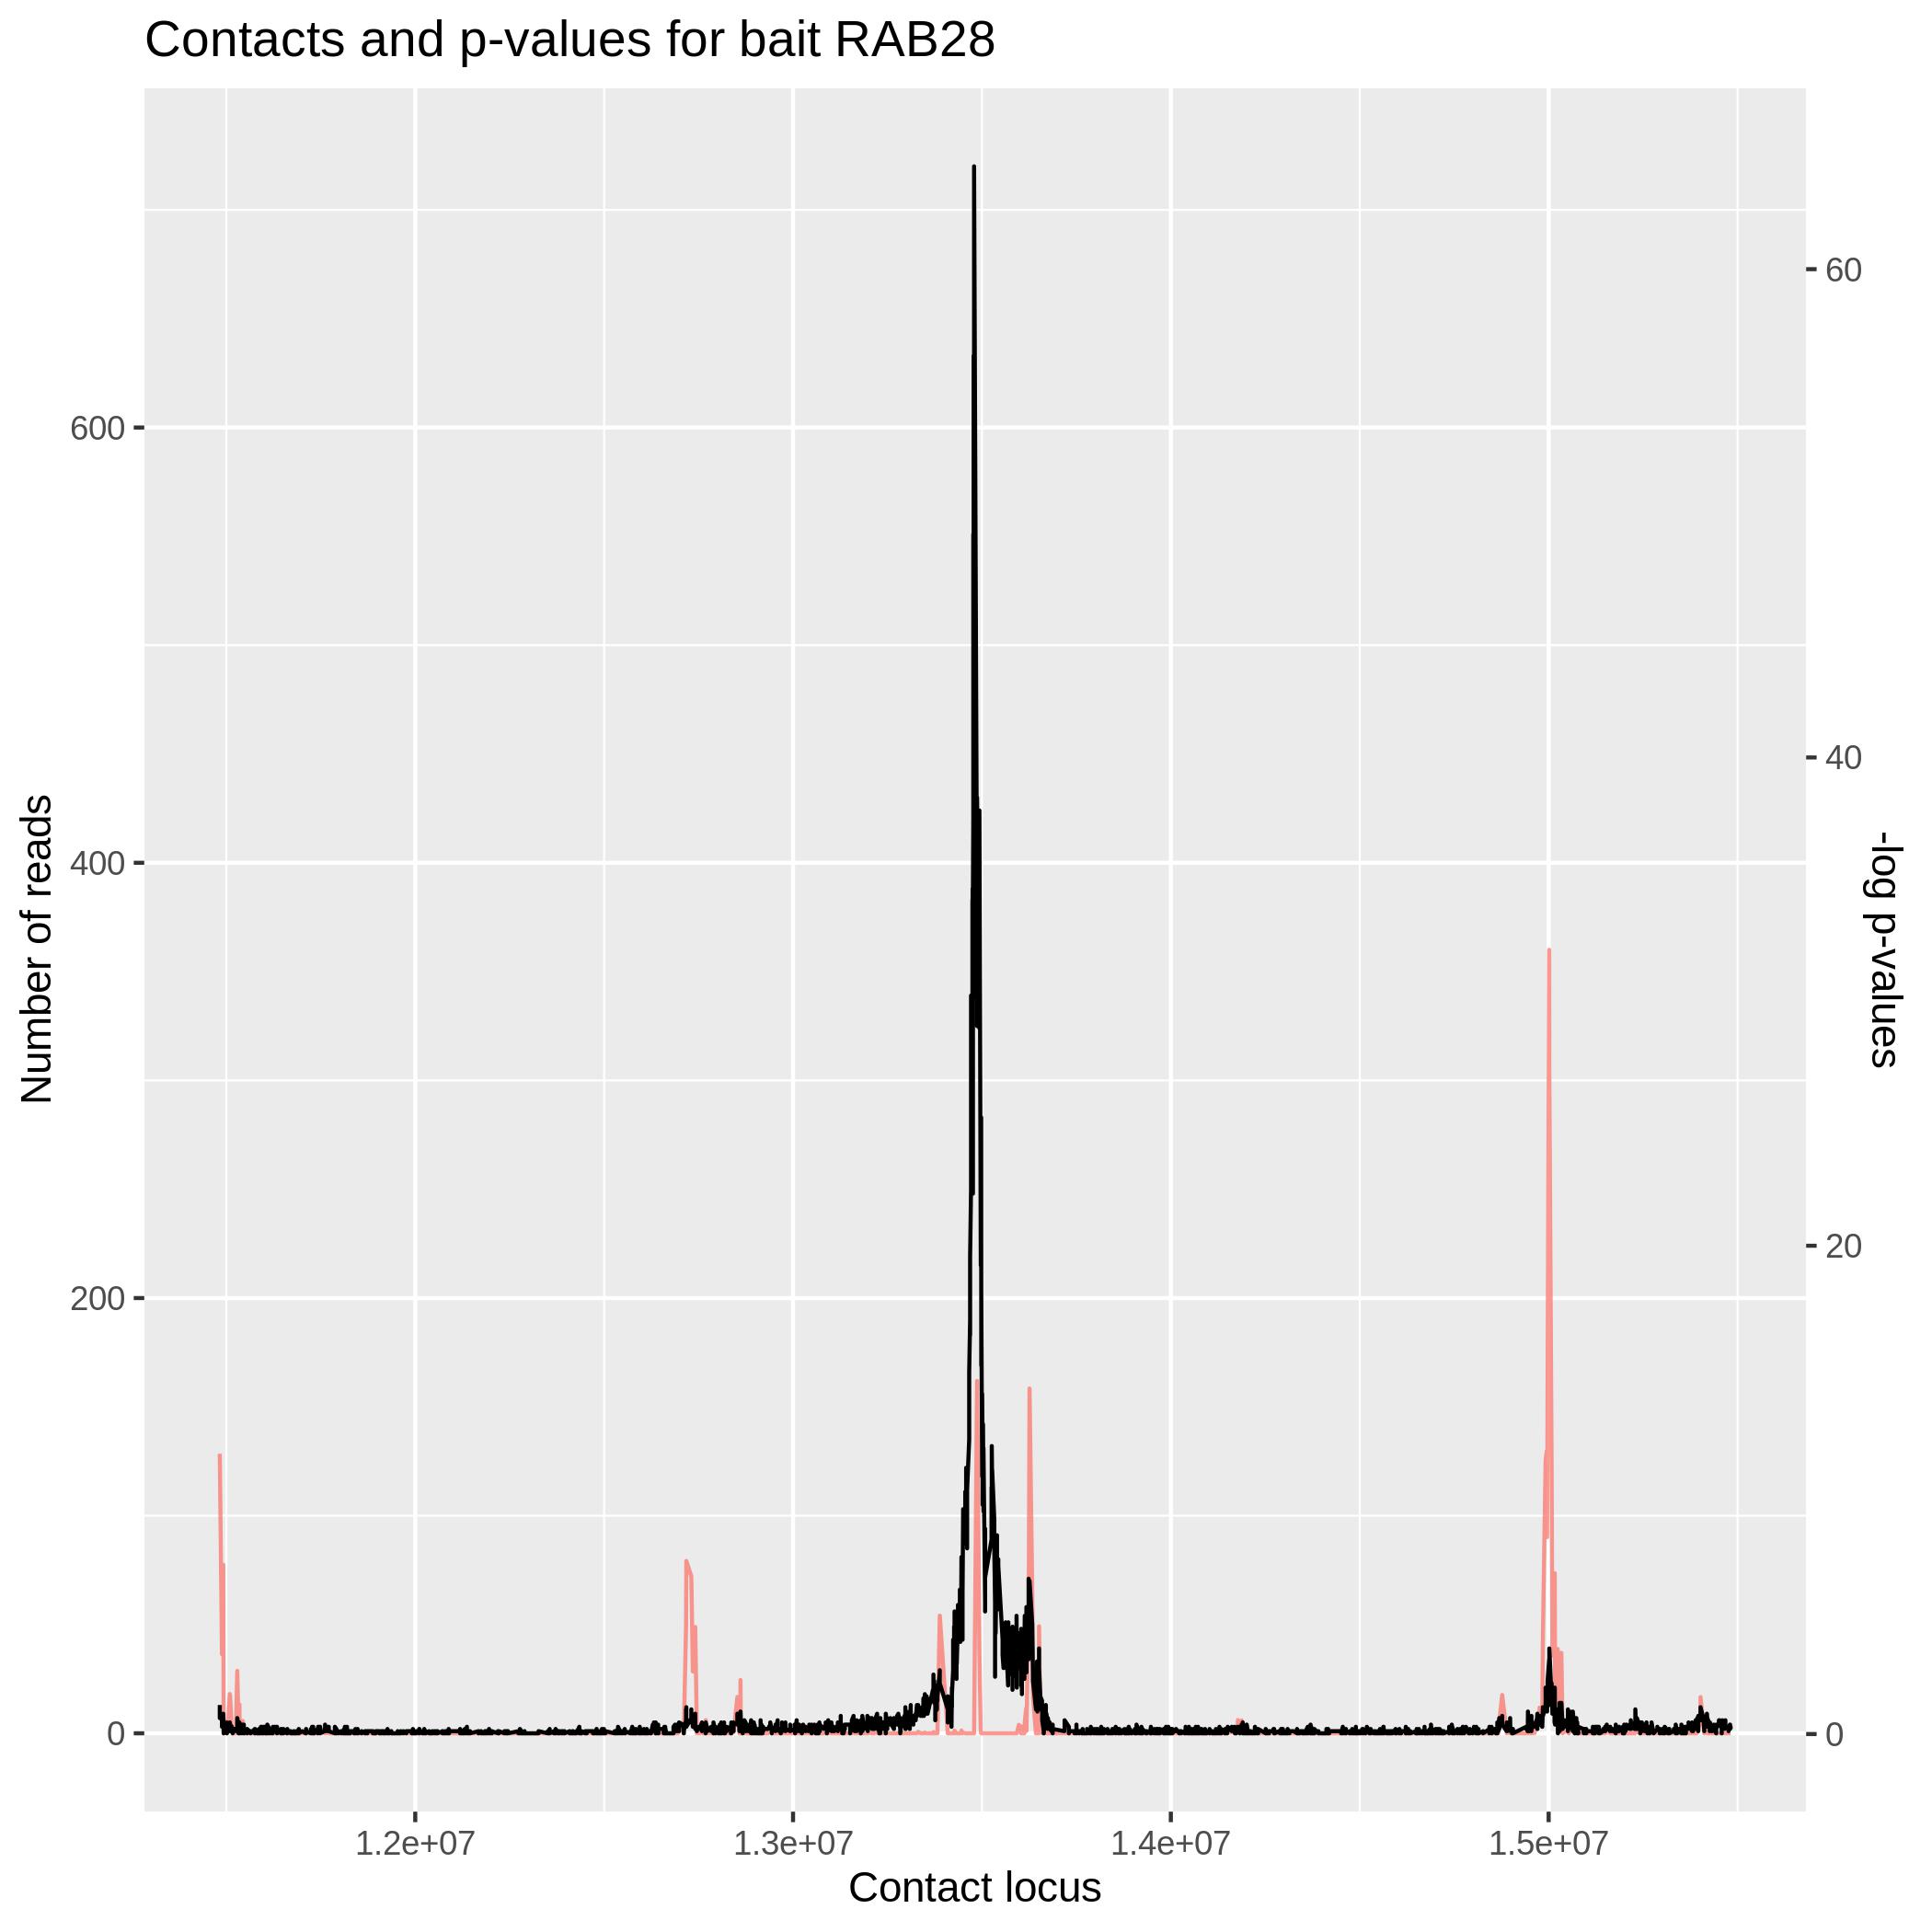 Contacts and p-values for bait RAB28
Number of reads
600
400
200
0
60
40
20
0
-log p-values
1.2e+07
1.3e+07
1.4e+07
1.5e+07
Contact locus